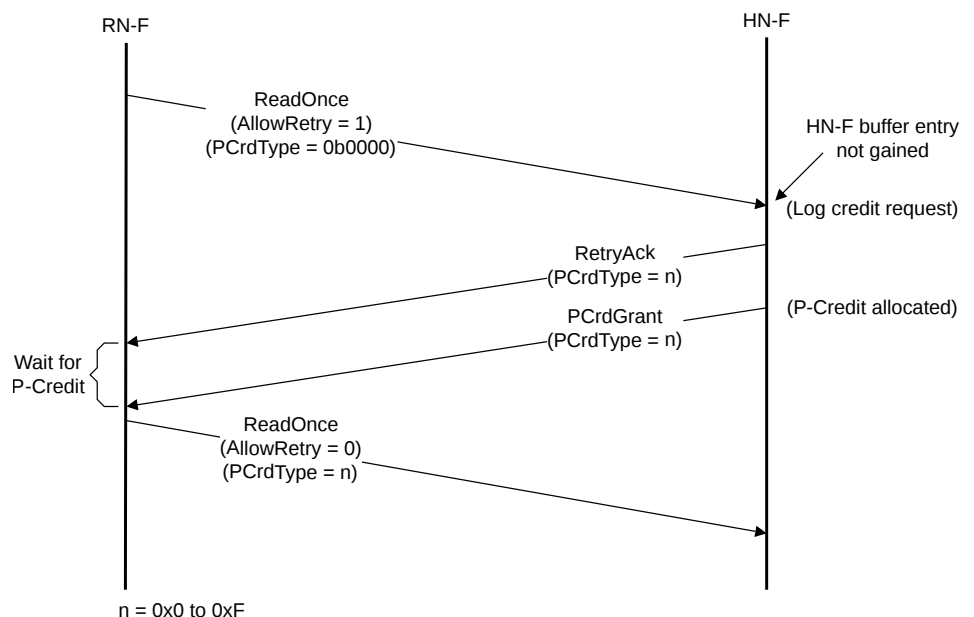 RN-F
HN-F
ReadOnce
(AllowRetry = 1)
(PCrdType = 0b0000)
HN-F buffer entry
not gained
(Log credit request)
RetryAck
(PCrdType = n)
PCrdGrant
(PCrdType = n)
(P-Credit allocated)
Wait for
P-Credit
ReadOnce
(AllowRetry = 0)
(PCrdType = n)
n = 0x0 to 0xF